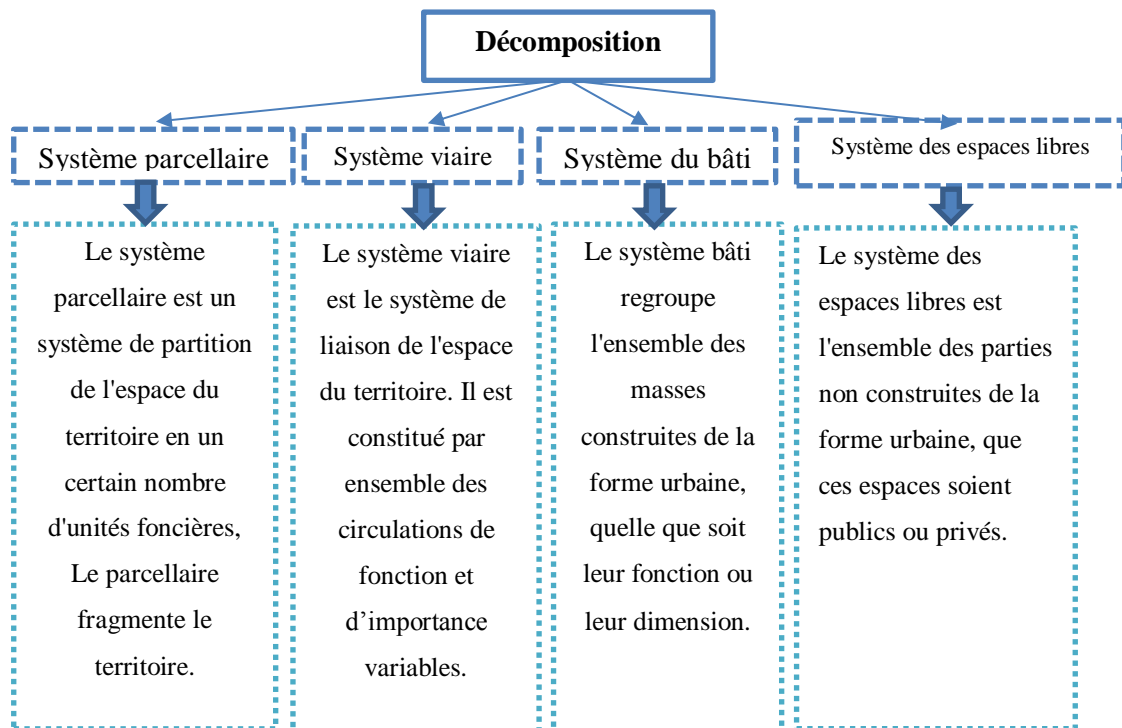 Décomposition
Système parcellaire
Système viaire
Système du bâti
Système des espaces libres
Le système
parcellaire est un
système de partition
de l'espace du
territoire en un
certain nombre
d'unités foncières,
Le parcellaire
fragmente le
territoire.
Le système viaire
est le système de
liaison de l'espace
du territoire. Il est
constitué par
ensemble des
circulations de
fonction et
d’importance
variables.
Le système bâti
regroupe
l'ensemble des
masses
construites de la
forme urbaine,
quelle que soit
leur fonction ou
leur dimension.
Le système des
espaces libres est
l'ensemble des parties
non construites de la
forme urbaine, que
ces espaces soient
publics ou privés.